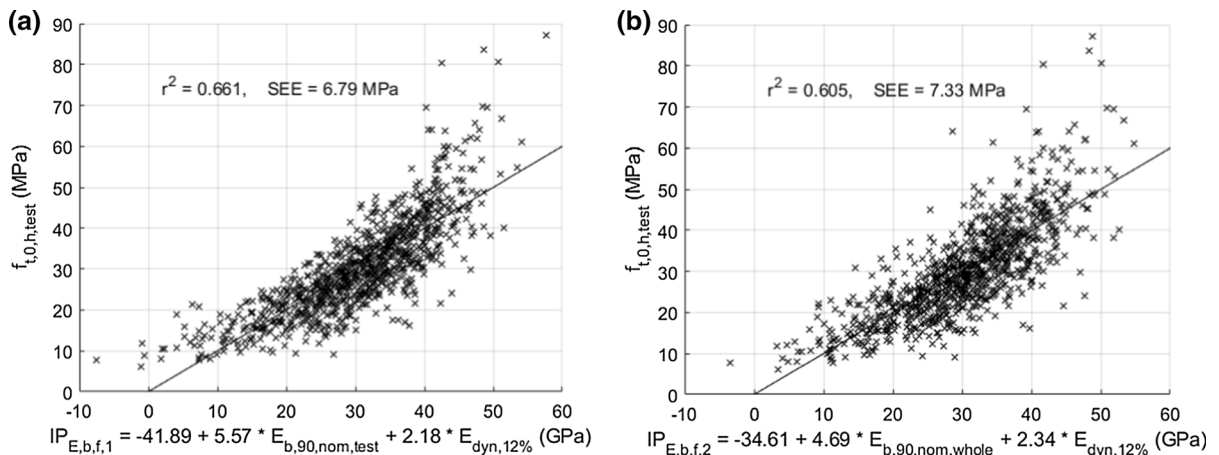 (a)
90
80
70
60
50
40
30
20
10
0
f_t,0,h,test (MPa)
r² = 0.661, SEE = 6.79 MPa
-10 0 10 20 30 40 50 60
IP_E,b,f,1 = -41.89 + 5.57 * E_b,90,nom,test + 2.18 * E_dyn,12% (GPa)
(b)
90
80
70
60
50
40
30
20
10
0
f_t,0,h,test (MPa)
r² = 0.605, SEE = 7.33 MPa
-10 0 10 20 30 40 50 60
IP_E,b,f,2 = -34.61 + 4.69 * E_b,90,nom,whole + 2.34 * E_dyn,12% (GPa)